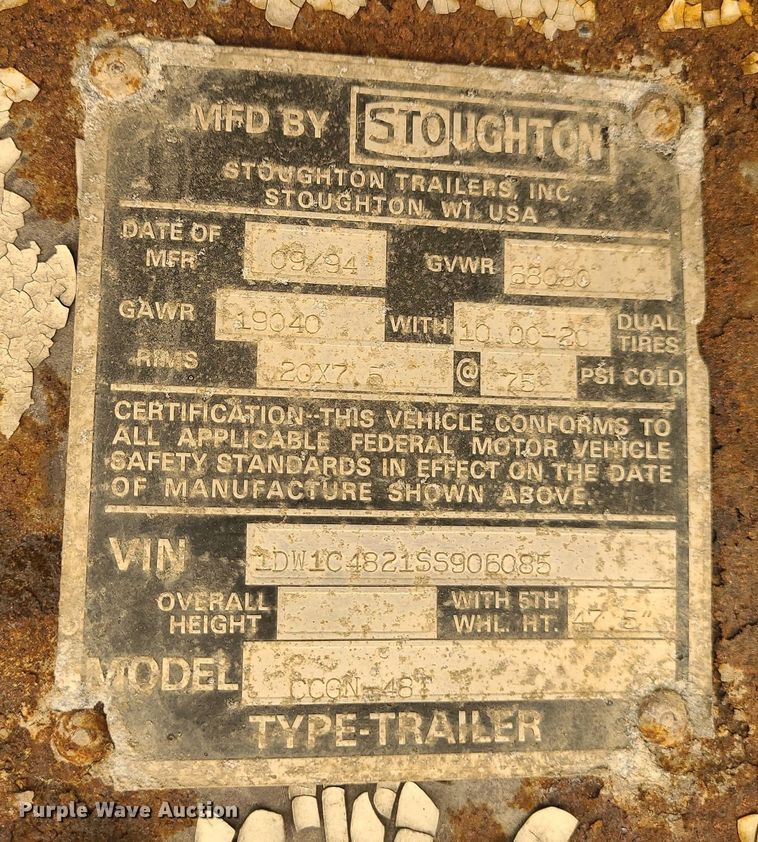 MFD BY STOUGHTON
STOUGHTON TRAILERS, INC.
STOUGHTON, WI. USA
DATE OF MFR 09/94 GVWR 68080
GAWR 19040 WITH 10.00-20 DUAL TIRES
RIMS 20X7.5 @ 75 PSI COLD
CERTIFICATION-THIS VEHICLE CONFORMS TO
ALL APPLICABLE FEDERAL MOTOR VEHICLE
SAFETY STANDARDS IN EFFECT ON THE DATE
OF MANUFACTURE SHOWN ABOVE.
VIN 1DW1C4821SS906085
OVERALL HEIGHT WITH 5TH WHL. HT. 47.5"
MODEL CCGN-48T
TYPE-TRAILER
Purple Wave Auction